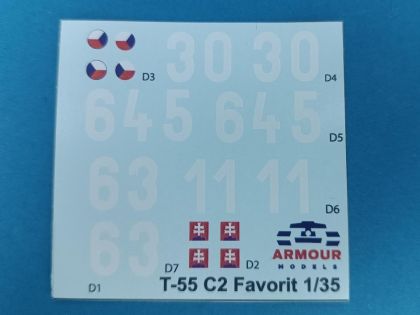 30 30
D3
D4
645 645
D5
63 11 11
D6
63
D7
D2
ARMOUR
MODELS
D1
T-55 C2 Favorit 1/35